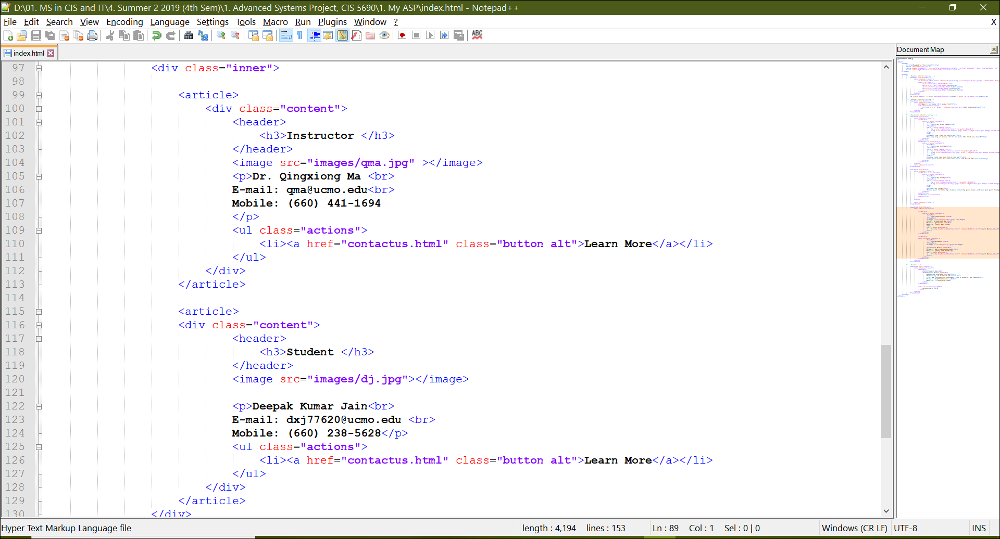 D:\01. MS in CIS and IT\4. Summer 2 2019 (4th Sem)\1. Advanced Systems Project, CIS 5690\1. My ASP\index.html - Notepad++
File Edit Search View Encoding Language Settings Tools Macro Run Plugins Window ? X
ABC
index.html
Document Map
97 <div class="inner">
98
99 <article>
100 <div class="content">
101 <header>
102 <h3>Instructor </h3>
103 </header>
104 <image src="images/qma.jpg" ></image>
105 <p>Dr. Qingxiong Ma <br>
106 E-mail: qma@ucmo.edu<br>
107 Mobile: (660) 441-1694
108 </p>
109 <ul class="actions">
110 <li><a href="contactus.html" class="button alt">Learn More</a></li>
111 </ul>
112 </div>
113 </article>
114
115 <article>
116 <div class="content">
117 <header>
118 <h3>Student </h3>
119 </header>
120 <image src="images/dj.jpg"></image>
121
122 <p>Deepak Kumar Jain<br>
123 E-mail: dxj77620@ucmo.edu <br>
124 Mobile: (660) 238-5628</p>
125 <ul class="actions">
126 <li><a href="contactus.html" class="button alt">Learn More</a></li>
127 </ul>
128 </div>
129 </article>
130 </div>
Hyper Text Markup Language file length : 4,194 lines : 153 Ln : 89 Col : 1 Sel : 0 | 0 Windows (CR LF) UTF-8 INS